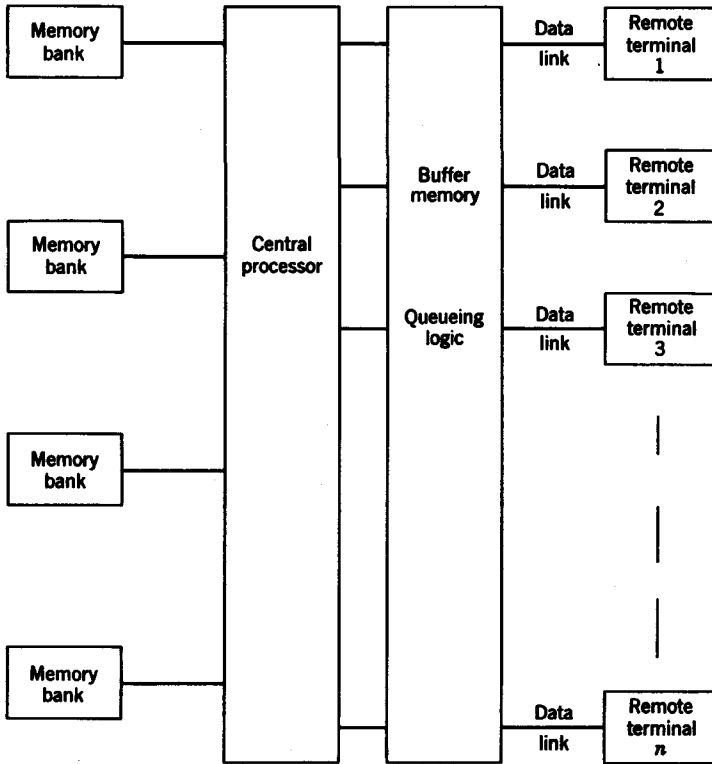 Memory
bank
Memory
bank
Memory
bank
Memory
bank
Central
processor
Buffer
memory
Queueing
logic
Data
link
Remote
terminal
1
Data
link
Remote
terminal
2
Data
link
Remote
terminal
3
Data
link
Remote
terminal
n